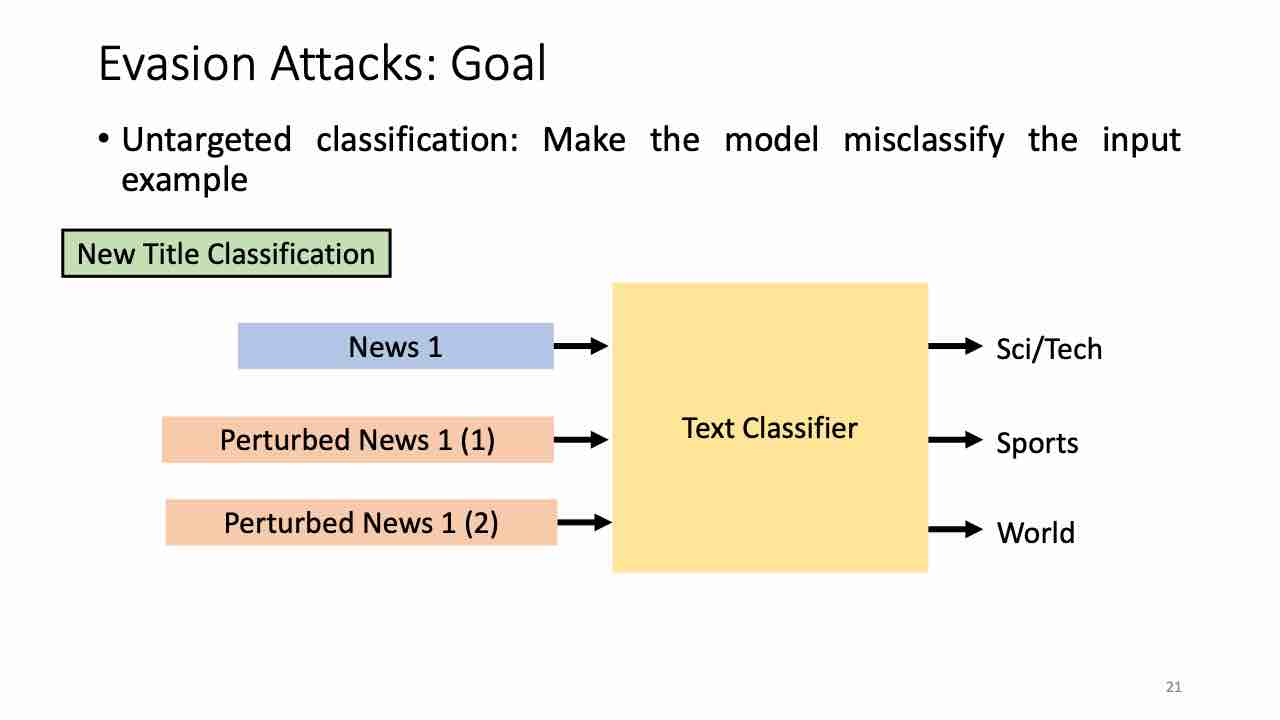 Evasion Attacks: Goal
• Untargeted classification: Make the model misclassify the input
example
New Title Classification
News 1
Sci/Tech
Perturbed News 1 (1)
Text Classifier
Sports
Perturbed News 1 (2)
World
21